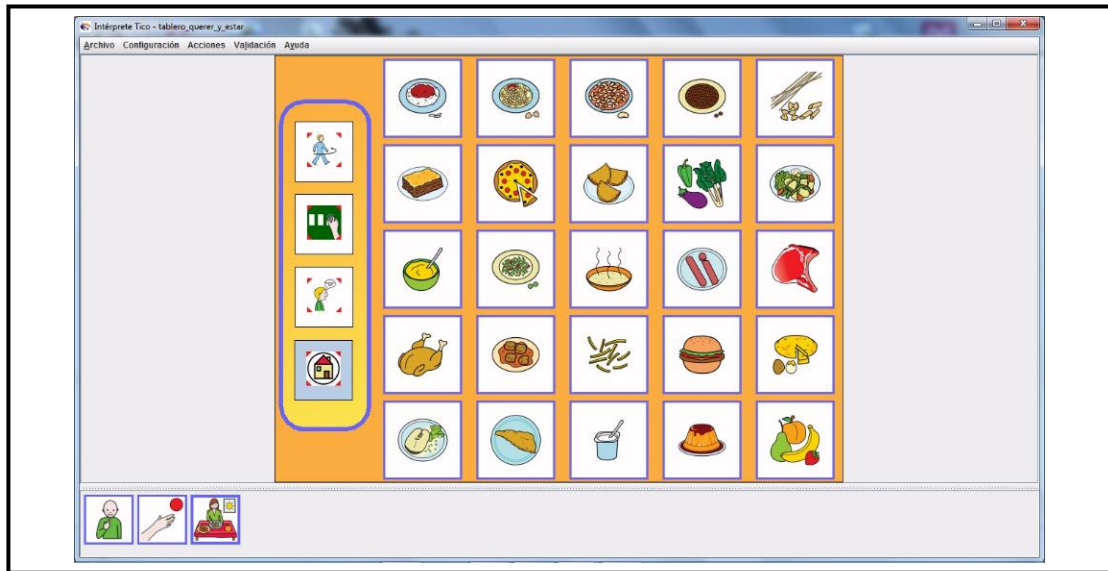 Intérprete Tico - tablero_querer_y_estar
Archivo Configuración Acciones Validación Ayuda